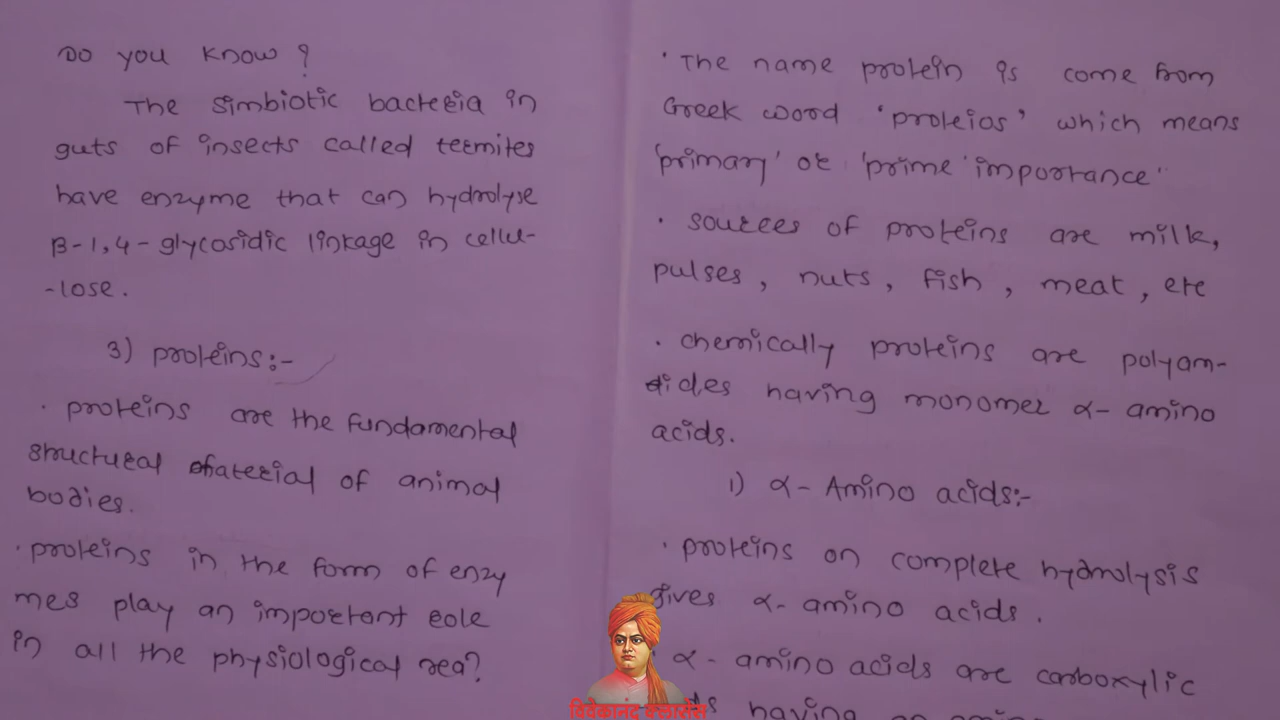 Do you know ?
The simbiotic bacteria in
guts of insects called termites
have enzyme that can hydrolyse
β-1,4-glycosidic linkage in cellu-
-lose.
3) proteins:-
· proteins are the fundamental
structural material of animal
bodies.
· proteins in the form of enzy
mes play an important role
in all the physiological rea?
· The name protein is come from
Greek word 'proteios' which means
'primary' or 'prime importance"
· sources of proteins are milk,
pulses, nuts, fish, meat, etc
· chemically proteins are polyam-
ides having monomer α- amino
acids.
1) α- Amino acids:-
· proteins on complete hydrolysis
gives α- amino acids.
α- amino acids are carboxylic
having an
विवेकानंद क्लासेस